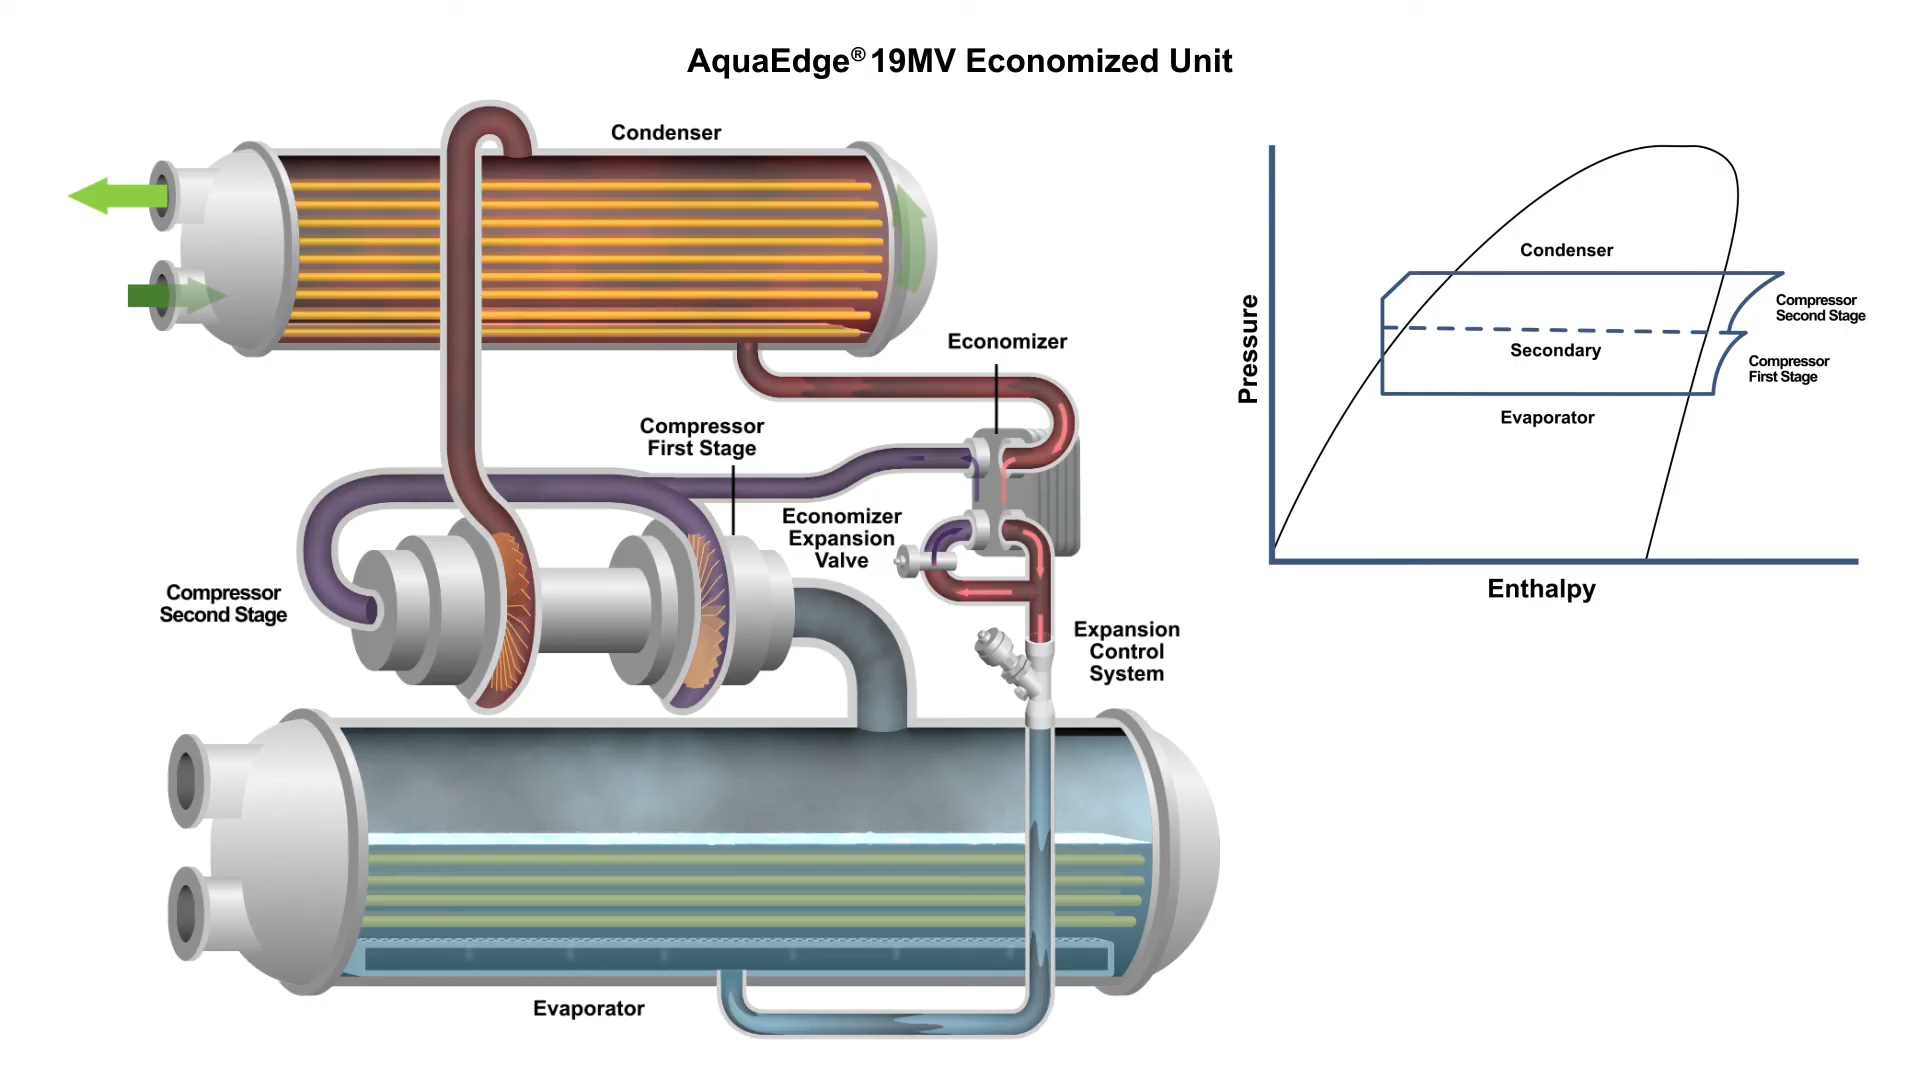 AquaEdge® 19MV Economized Unit
Condenser
Economizer
Compressor
First Stage
Economizer
Expansion
Valve
Compressor
Second Stage
Expansion
Control
System
Evaporator
Pressure
Condenser
Compressor
Second Stage
Secondary
Compressor
First Stage
Evaporator
Enthalpy